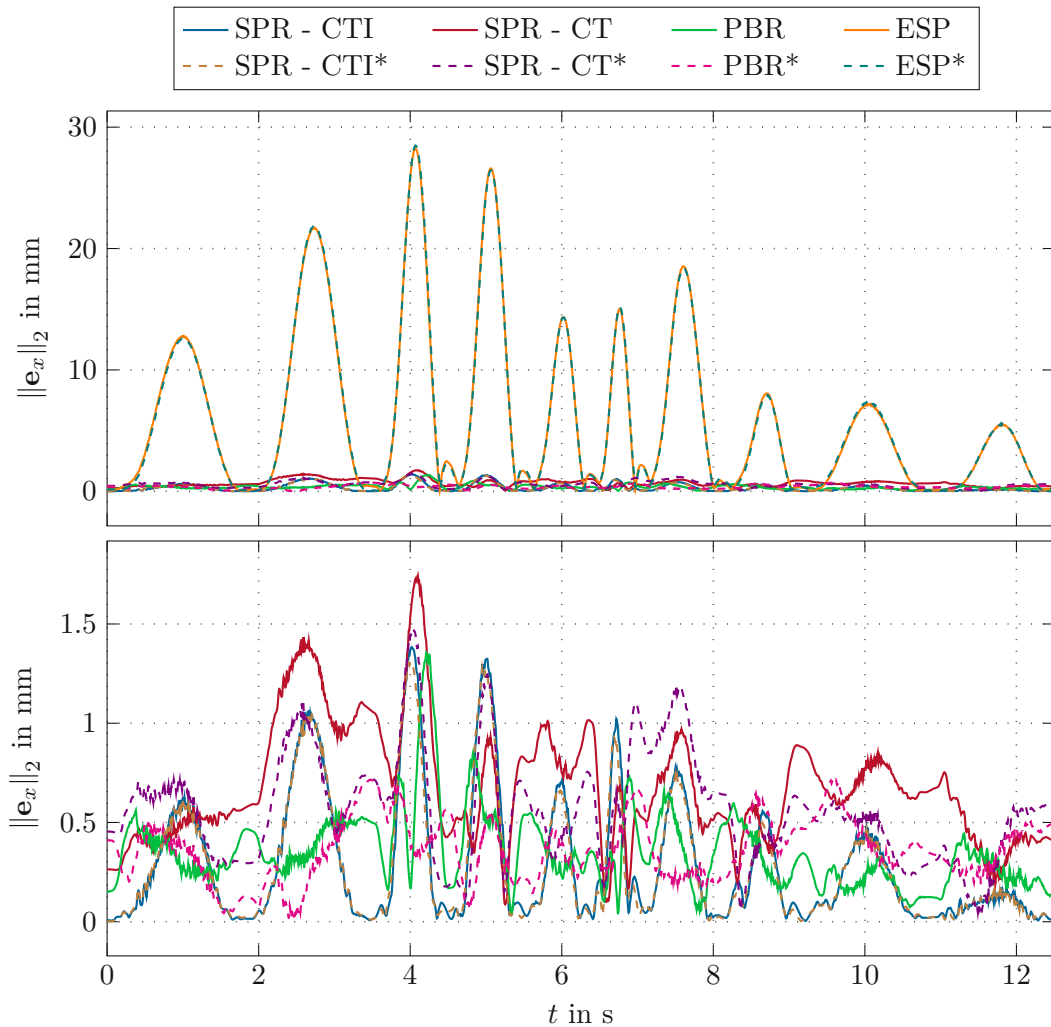 SPR - CTI SPR - CT PBR ESP
SPR - CTI* SPR - CT* PBR* ESP*
30
20
10
0
‖e_x‖_2 in mm
1.5
1
0.5
0
‖e_x‖_2 in mm
0 2 4 6 8 10 12
t in s